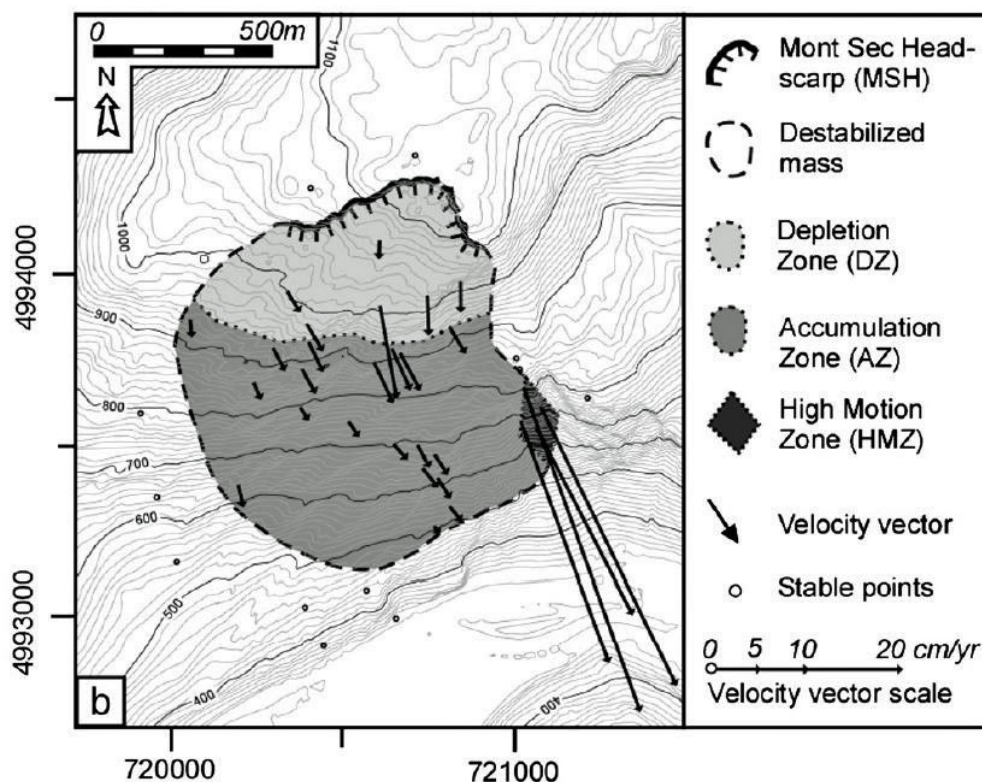 0 500m
N
1100
1000
900
800
700
600
500
400
400
4994000
4993000
720000 721000
b
Mont Sec Head-
scarp (MSH)
Destabilized
mass
Depletion
Zone (DZ)
Accumulation
Zone (AZ)
High Motion
Zone (HMZ)
Velocity vector
Stable points
0 5 10 20 cm/yr
Velocity vector scale